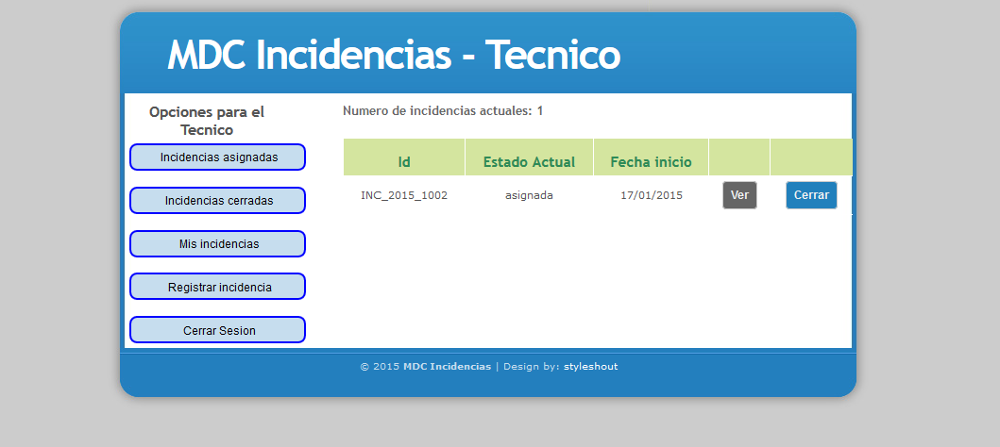 MDC Incidencias - Tecnico
Opciones para el
Tecnico
Incidencias asignadas
Incidencias cerradas
Mis incidencias
Registrar incidencia
Cerrar Sesion
Numero de incidencias actuales: 1
Id Estado Actual Fecha inicio
INC_2015_1002 asignada 17/01/2015 Ver Cerrar
© 2015 MDC Incidencias | Design by: styleshout